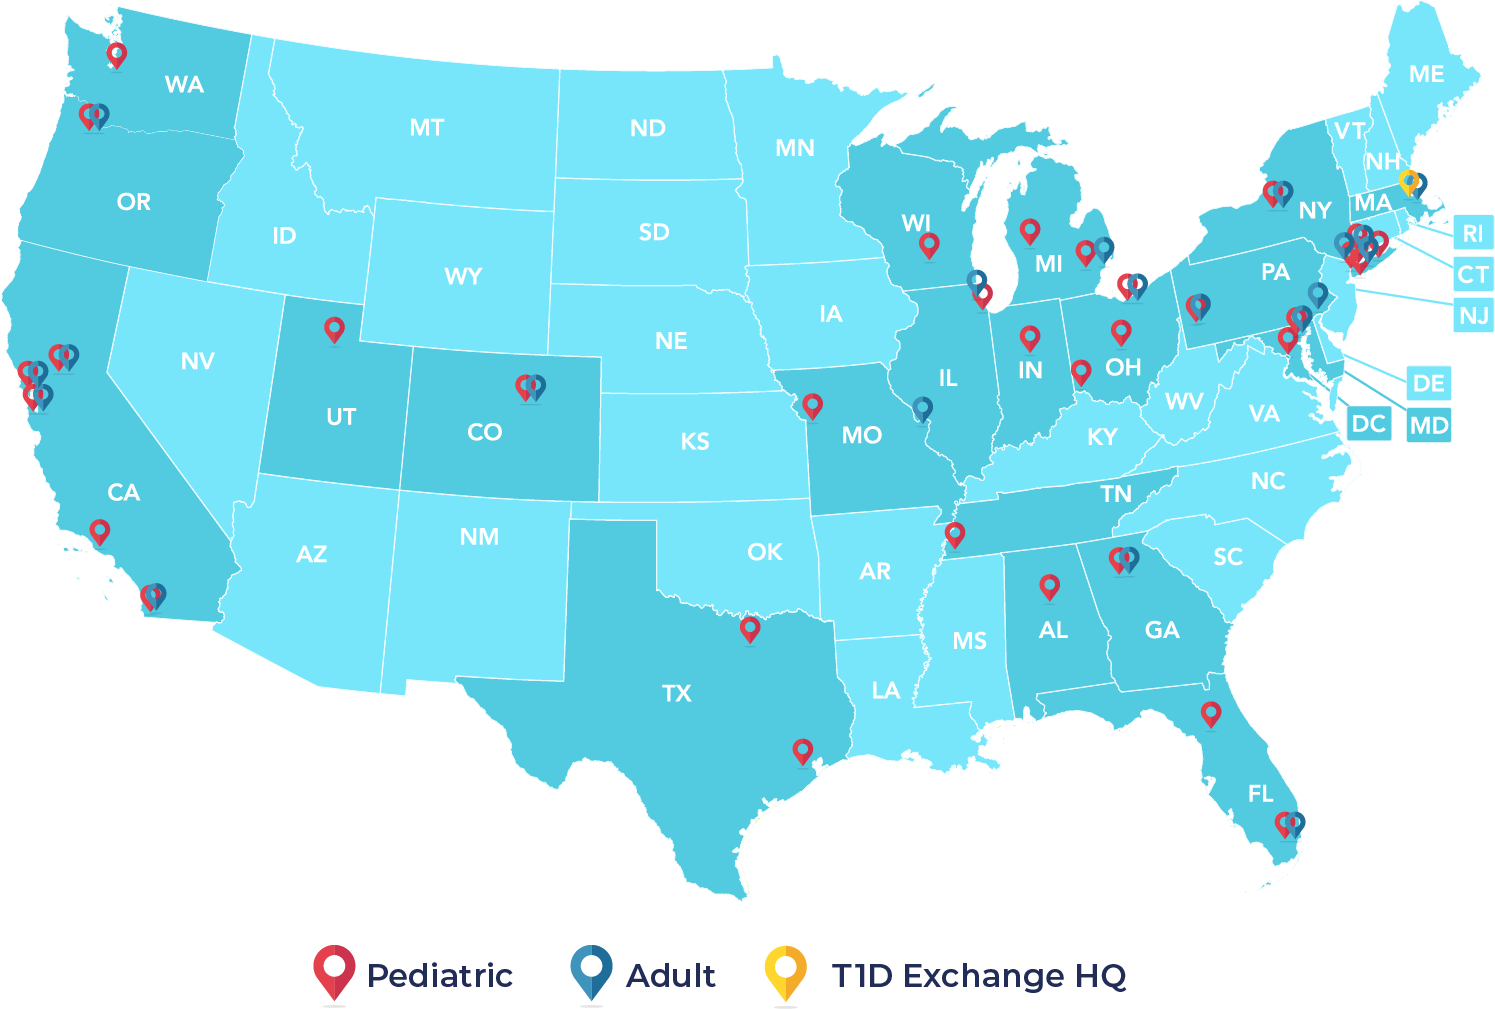 WA
ME
MT
ND
VT
MN
NH
OR
MA
NY
WI
ID
SD
RI
MI
PA
WY
CT
IA
NJ
NE
NV
OH
IN
IL
DE
UT
WV
VA
CO
MO
KY
KS
DC
MD
CA
NC
TN
NM
AZ
OK
SC
AR
AL
GA
MS
TX
LA
FL
Pediatric
Adult
T1D Exchange HQ